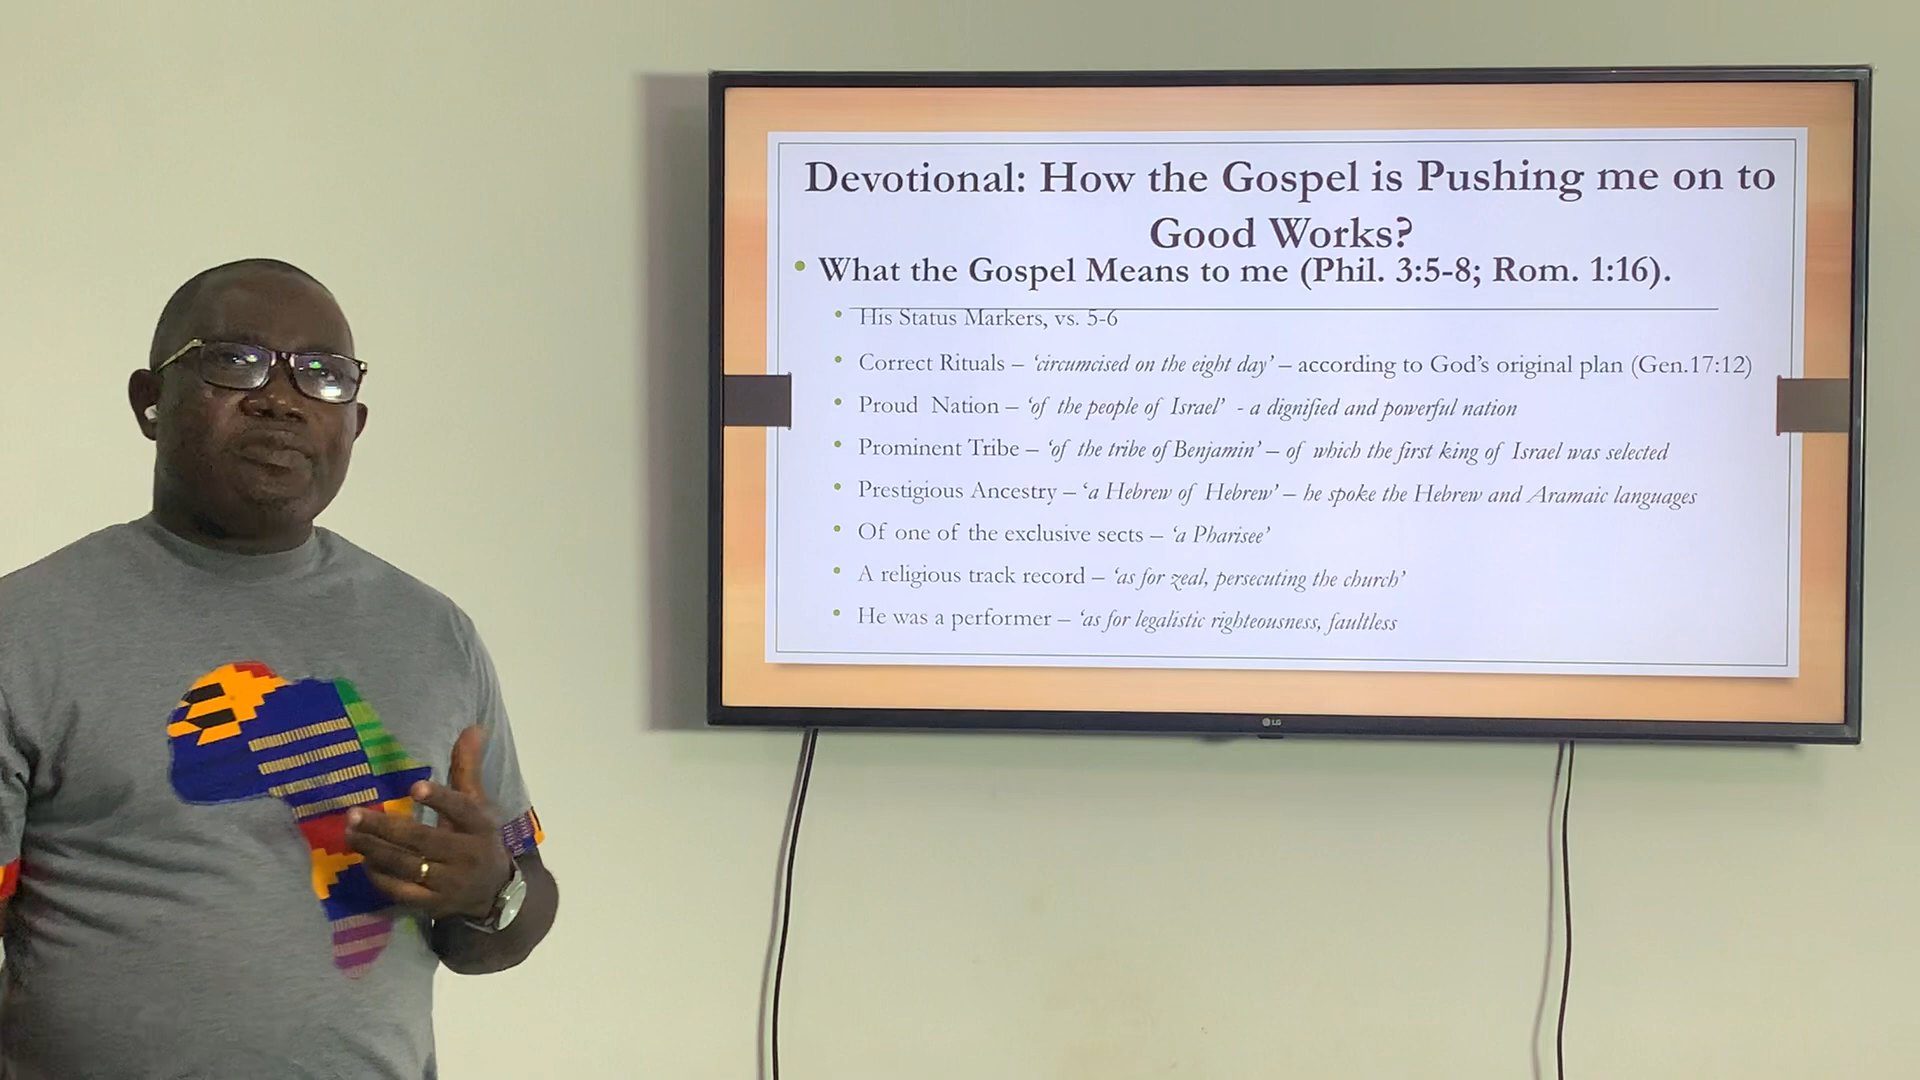 Devotional: How the Gospel is Pushing me on to
Good Works?
• What the Gospel Means to me (Phil. 3:5-8; Rom. 1:16).
• His Status Markers, vs. 5-6
• Correct Rituals – ‘circumcised on the eight day’ – according to God’s original plan (Gen.17:12)
• Proud Nation – ‘of the people of Israel’ - a dignified and powerful nation
• Prominent Tribe – ‘of the tribe of Benjamin’ – of which the first king of Israel was selected
• Prestigious Ancestry – ‘a Hebrew of Hebrew’ – he spoke the Hebrew and Aramaic languages
• Of one of the exclusive sects – ‘a Pharisee’
• A religious track record – ‘as for zeal, persecuting the church’
• He was a performer – ‘as for legalistic righteousness, faultless
LG